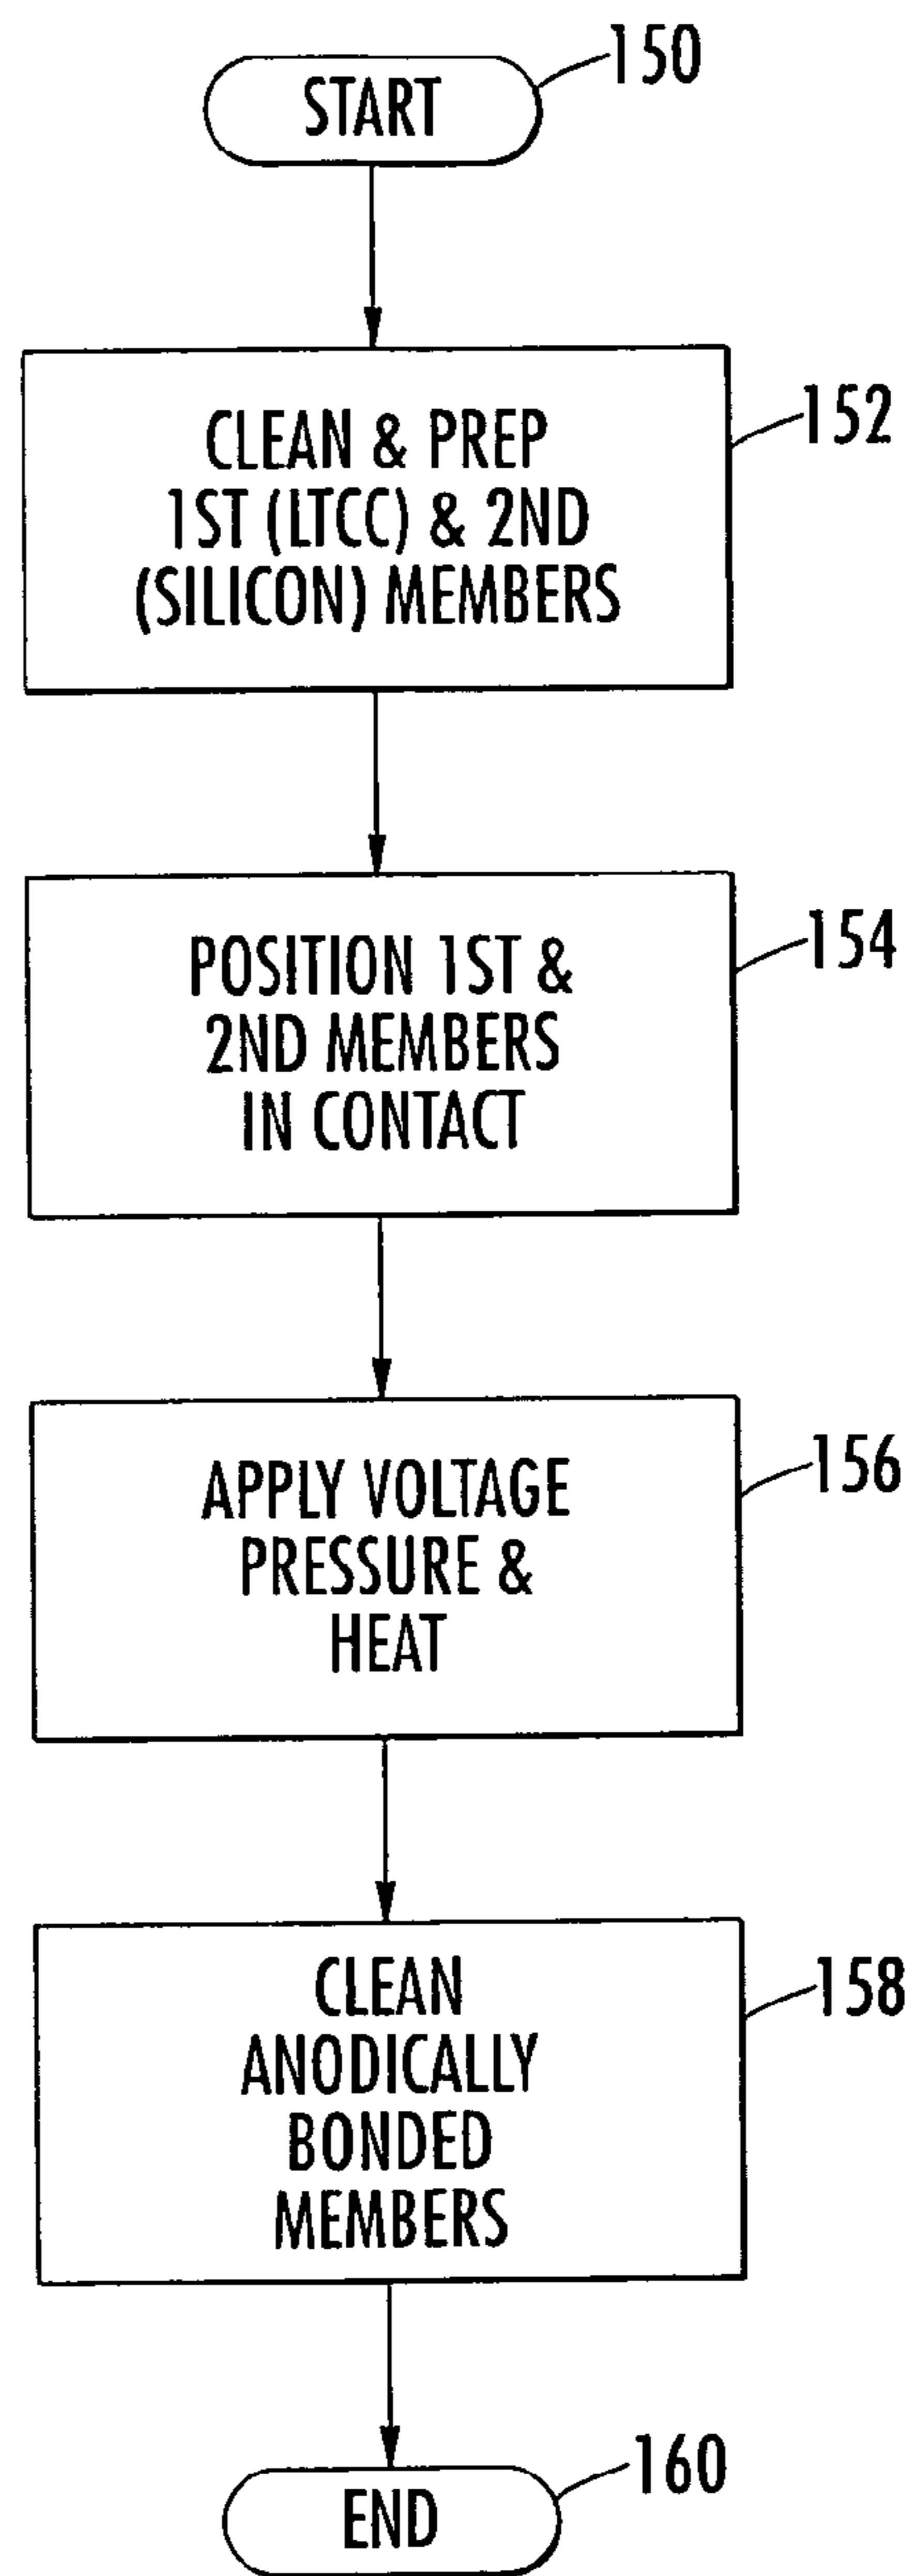 START
150
CLEAN & PREP
1ST (LTCC) & 2ND
(SILICON) MEMBERS
152
POSITION 1ST &
2ND MEMBERS
IN CONTACT
154
APPLY VOLTAGE
PRESSURE &
HEAT
156
CLEAN
ANODICALLY
BONDED
MEMBERS
158
END
160